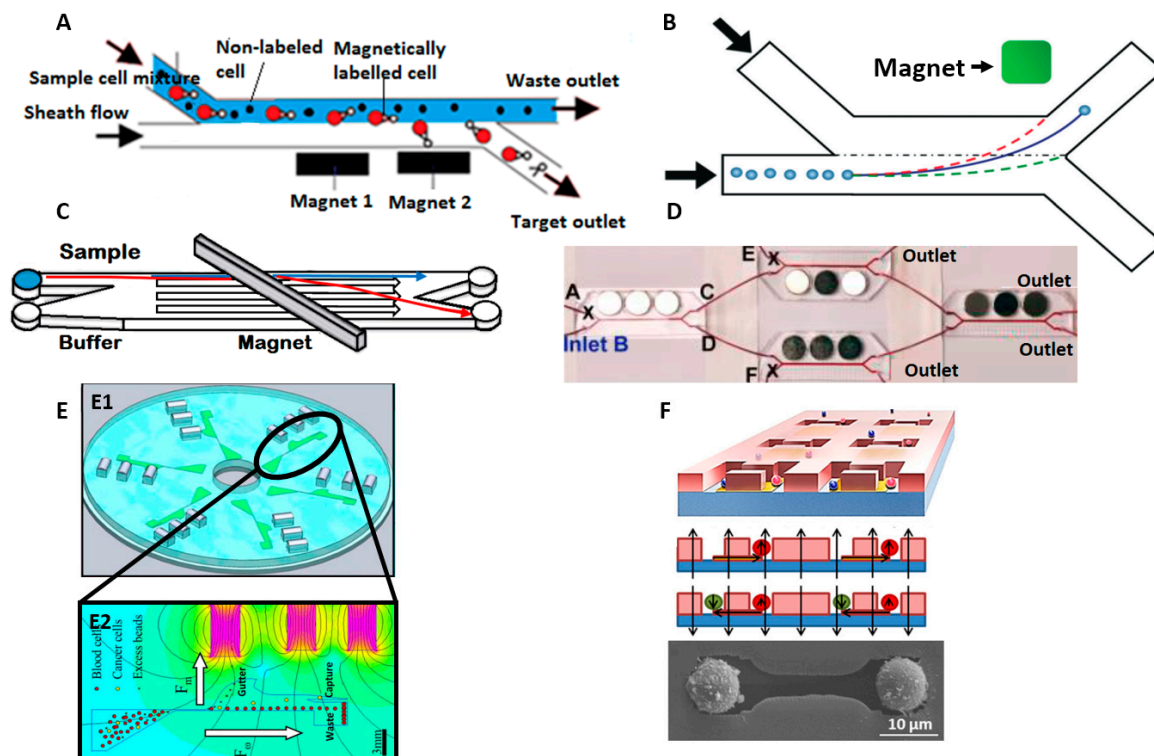 A
Non-labeled
cell
Magnetically
labelled cell
Sample cell mixture
Waste outlet
Sheath flow
Magnet 1
Magnet 2
Target outlet
B
Magnet
C
Sample
Buffer
Magnet
D
E
X
Outlet
A
C
X
Outlet
Inlet B
D
X
F
Outlet
Outlet
E
E1
E2
Blood cells
Cancer cells
Excess beads
Fm
Gutter
Capture
Waste
Fω
3mm
F
10 μm